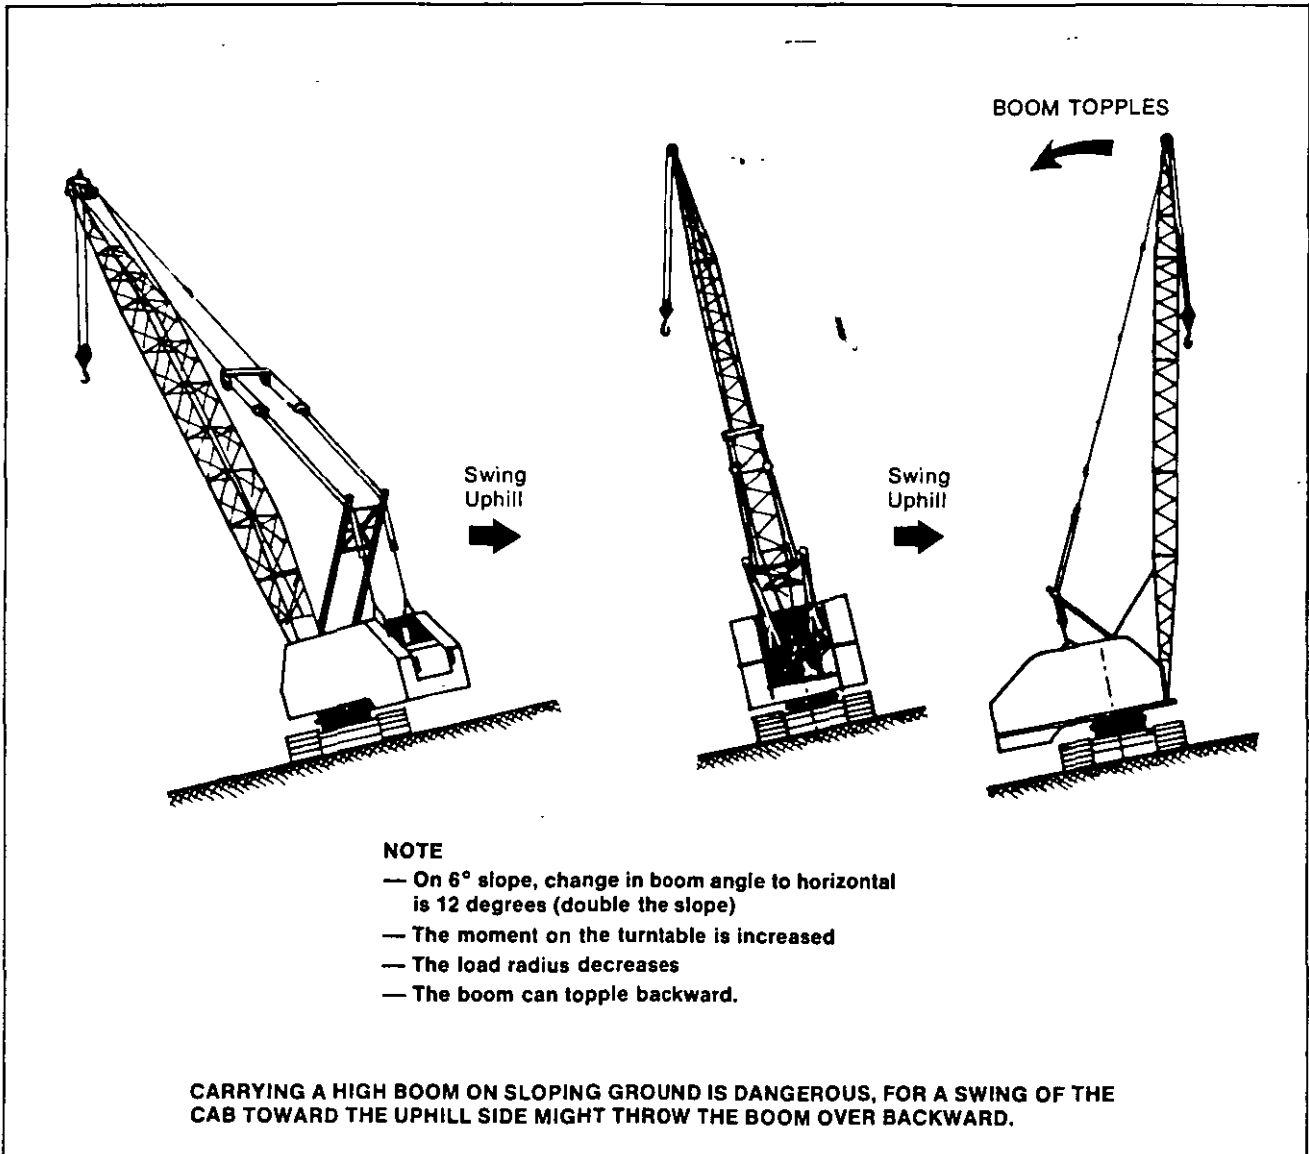 BOOM TOPPLES
Swing
Uphill
Swing
Uphill
NOTE
— On 6° slope, change in boom angle to horizontal
is 12 degrees (double the slope)
— The moment on the turntable is increased
— The load radius decreases
— The boom can topple backward.
CARRYING A HIGH BOOM ON SLOPING GROUND IS DANGEROUS, FOR A SWING OF THE
CAB TOWARD THE UPHILL SIDE MIGHT THROW THE BOOM OVER BACKWARD.